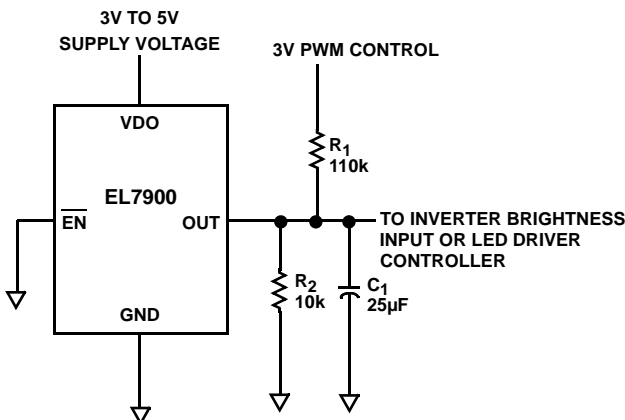 3V TO 5V
SUPPLY VOLTAGE
3V PWM CONTROL
VDO
R1
110k
EL7900
EN
OUT
TO INVERTER BRIGHTNESS
INPUT OR LED DRIVER
CONTROLLER
R2
10k
C1
25µF
GND